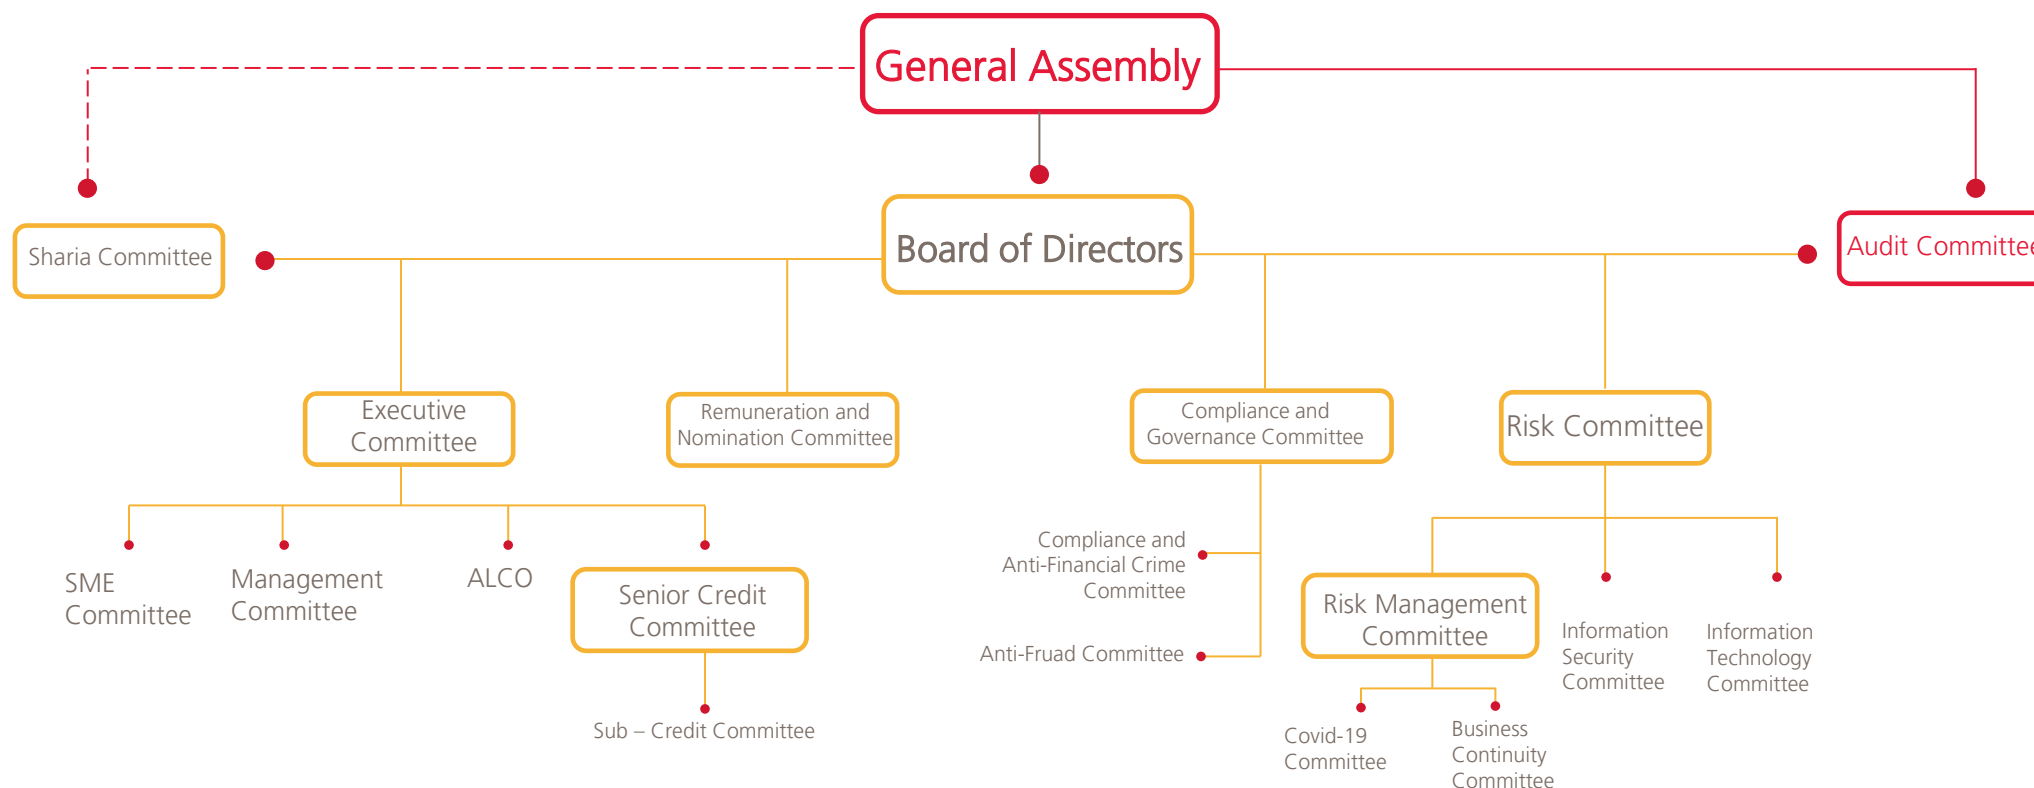 General Assembly
Sharia Committee
Board of Directors
Audit Committee
Executive
Committee
Remuneration and
Nomination Committee
Compliance and
Governance Committee
Risk Committee
SME
Committee
Management
Committee
ALCO
Senior Credit
Committee
Sub – Credit Committee
Compliance and
Anti-Financial Crime
Committee
Anti-Fruad Committee
Risk Management
Committee
Information
Security
Committee
Information
Technology
Committee
Covid-19
Committee
Business
Continuity
Committee